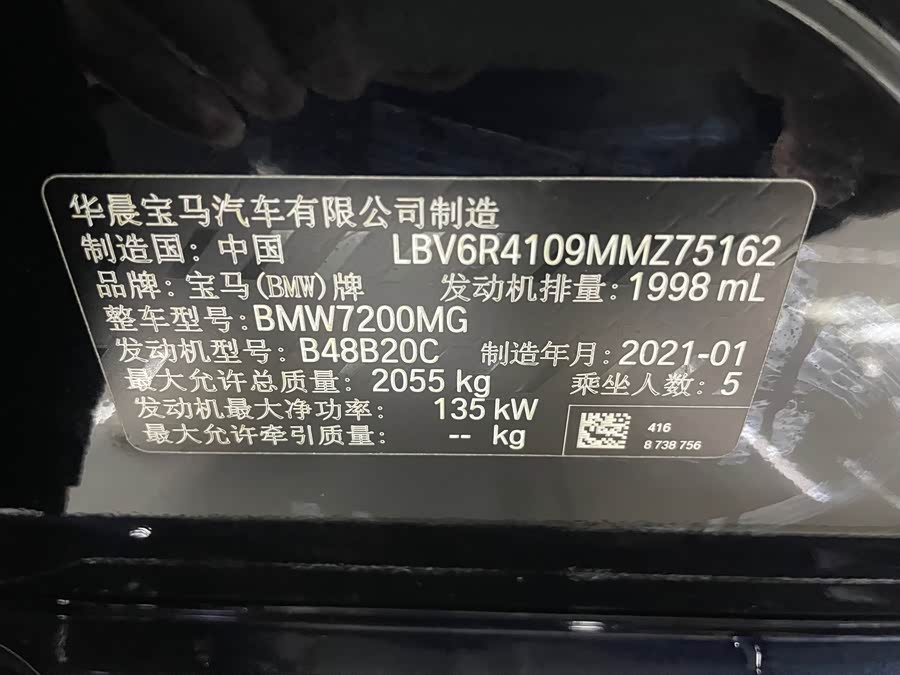 华晨宝马汽车有限公司制造
制造国: 中国 LBV6R4109MMZ75162
品牌: 宝马(BMW)牌 发动机排量: 1998 mL
整车型号: BMW7200MG
发动机型号: B48B20C 制造年月: 2021-01
最大允许总质量: 2055 kg 乘坐人数: 5
发动机最大净功率: 135 kW
最大允许牵引质量: -- kg
416
8 738 756